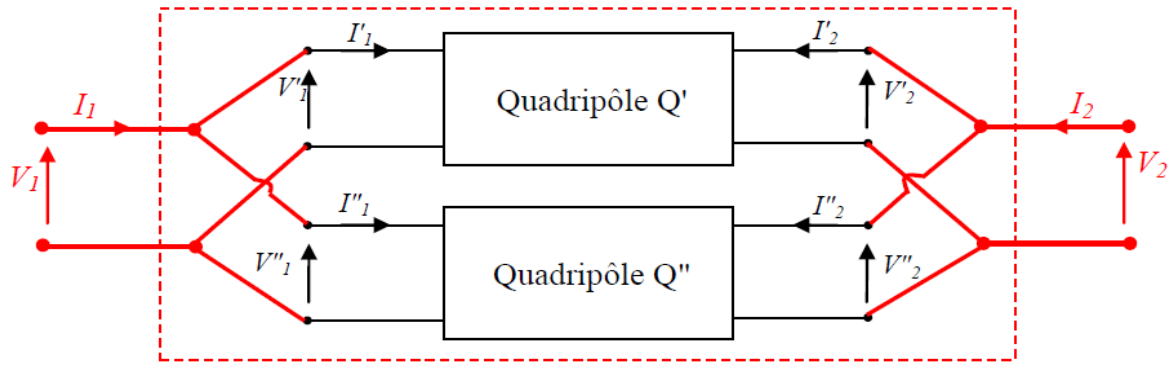 I'₁ I'₂
V'₁ Quadripôle Q' V'₂
I₁ I₂
V₁ V₂
I"₁ I"₂
V"₁ Quadripôle Q" V"₂